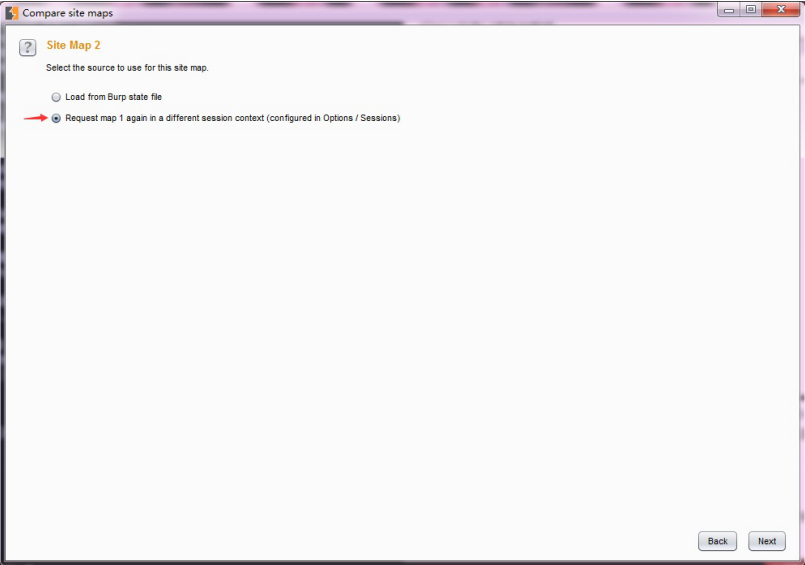 Compare site maps
?
Site Map 2
Select the source to use for this site map.
Load from Burp state file
Request map 1 again in a different session context (configured in Options / Sessions)
Back Next